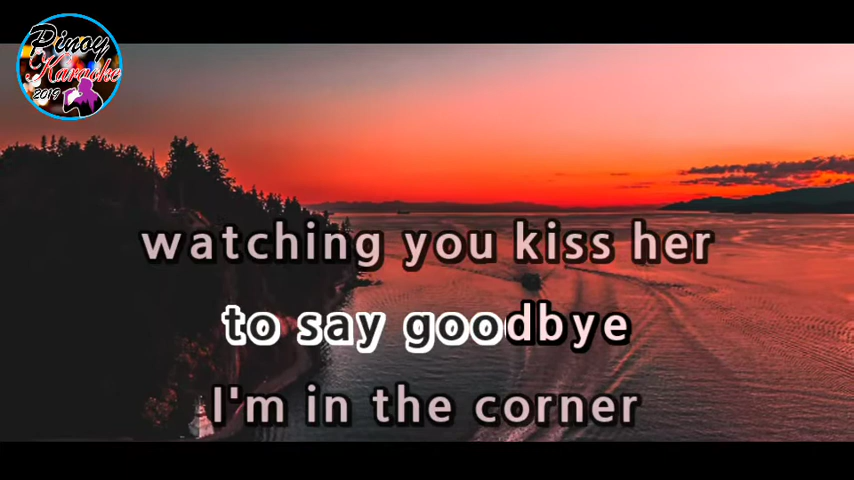 Pinoy
Karaoke
2019
watching you kiss her
to say goodbye
I'm in the corner